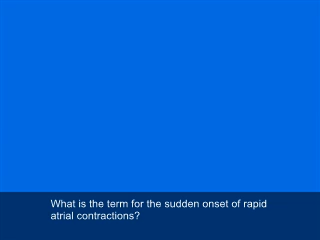 What is the term for the sudden onset of rapid
atrial contractions?